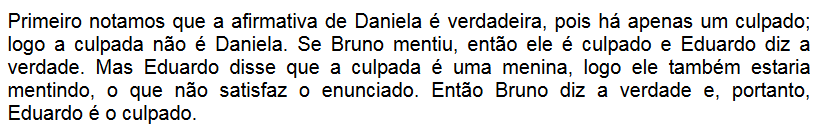 Primeiro notamos que a afirmativa de Daniela é verdadeira, pois há apenas um culpado;
logo a culpada não é Daniela. Se Bruno mentiu, então ele é culpado e Eduardo diz a
verdade. Mas Eduardo disse que a culpada é uma menina, logo ele também estaria
mentindo, o que não satisfaz o enunciado. Então Bruno diz a verdade e, portanto,
Eduardo é o culpado.